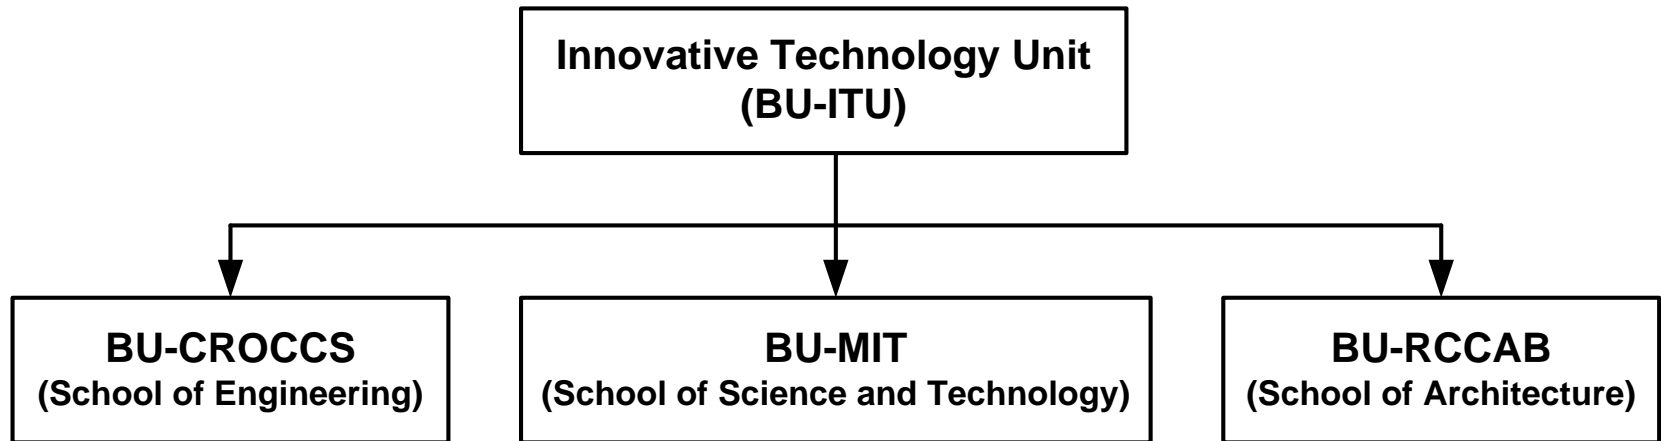 Innovative Technology Unit
(BU-ITU)
BU-CROCCS
(School of Engineering)
BU-MIT
(School of Science and Technology)
BU-RCCAB
(School of Architecture)